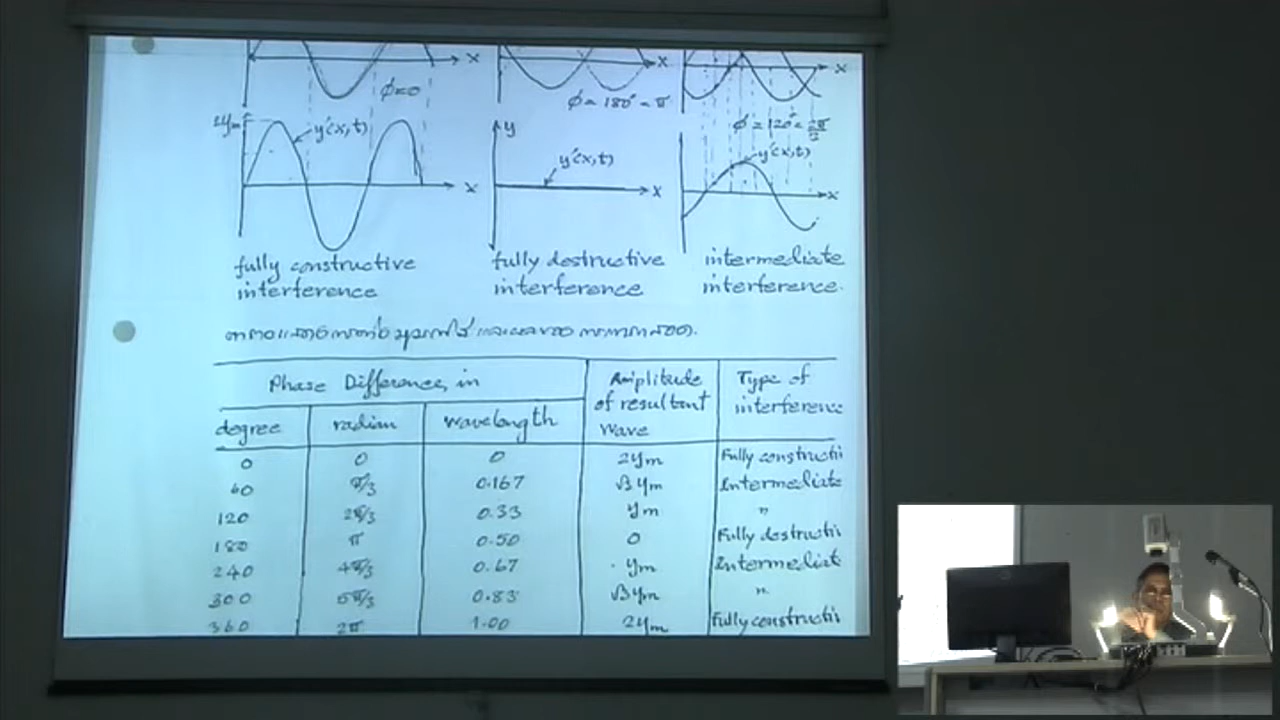 x x x
ϕ=0 ϕ = 180° = π ϕ = 120° = 2π/3
2ym y'(x,t) x
y y'(x,t) x
y'(x,t) x
fully constructive
interference
fully destructive
interference
intermediate
interference.
Phase Difference, in
Amplitude
of resultant
wave
Type of
interference
degree radian wavelength
0 0 0 2ym Fully constructi
60 π/3 0.167 √3 ym Intermediate
120 2π/3 0.33 ym "
180 π 0.50 0 Fully destructi
240 4π/3 0.67 ym Intermediate
300 5π/3 0.83 √3ym "
360 2π 1.00 2ym Fully constructi